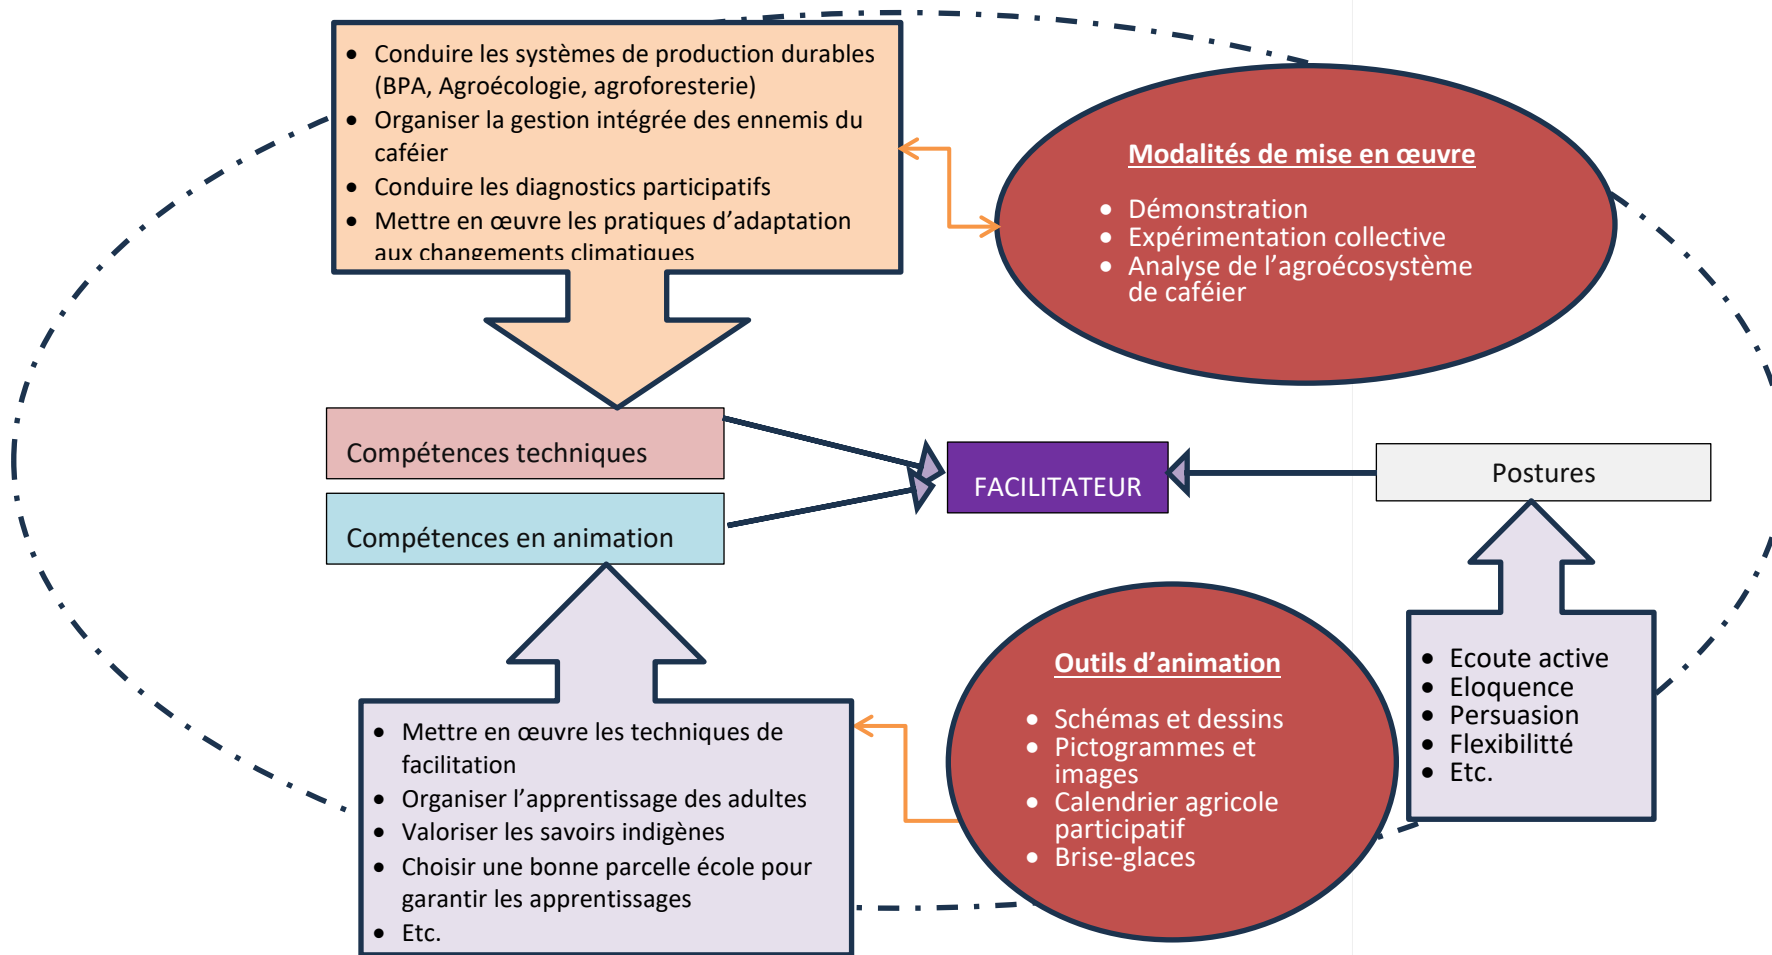 • Conduire les systèmes de production durables
(BPA, Agroécologie, agroforesterie)
• Organiser la gestion intégrée des ennemis du
caféier
• Conduire les diagnostics participatifs
• Mettre en œuvre les pratiques d’adaptation
aux changements climatiques
Modalités de mise en œuvre
• Démonstration
• Expérimentation collective
• Analyse de l’agroécosystème
de caféier
Compétences techniques
Compétences en animation
FACILITATEUR
Postures
• Mettre en œuvre les techniques de
facilitation
• Organiser l’apprentissage des adultes
• Valoriser les savoirs indigènes
• Choisir une bonne parcelle école pour
garantir les apprentissages
• Etc.
Outils d’animation
• Schémas et dessins
• Pictogrammes et
images
• Calendrier agricole
participatif
• Brise-glaces
• Ecoute active
• Eloquence
• Persuasion
• Flexibilitté
• Etc.